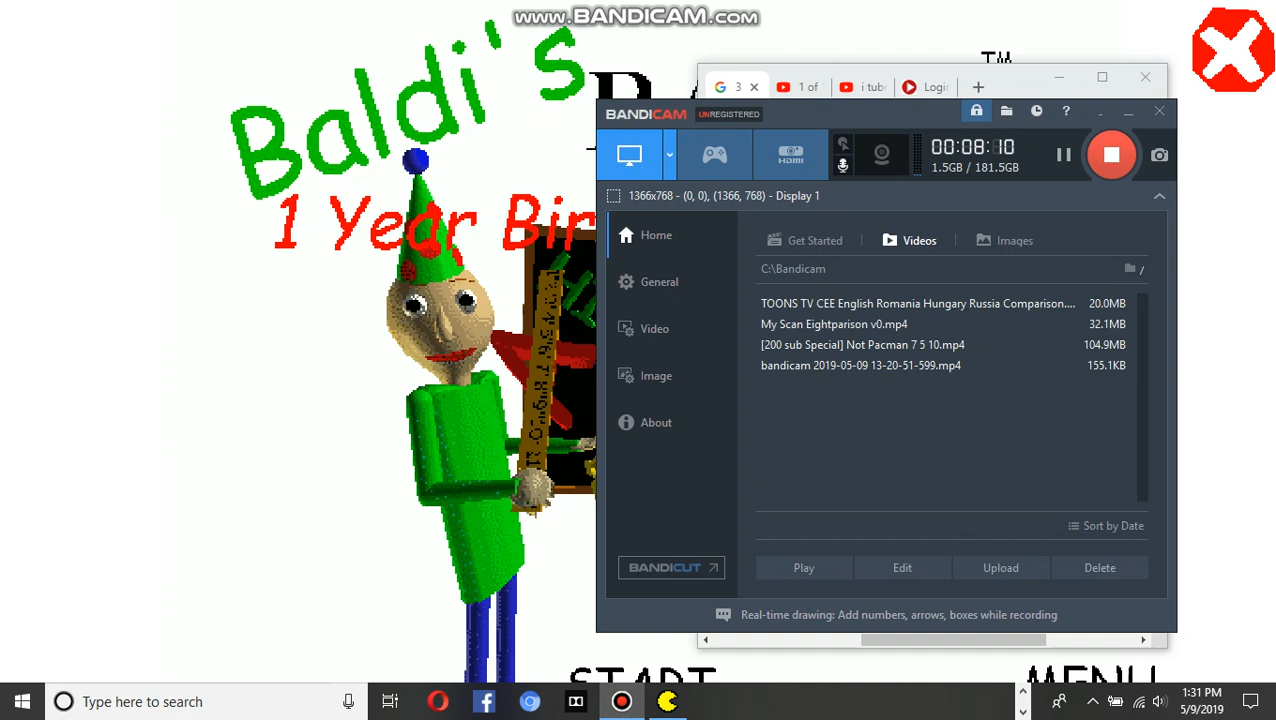 www.BANDICAM.com
Baldi's
1 Year Bir
TM
3
1 of
i tub
Logi
BANDICAM UNREGISTERED
HDMI
00:08:10
1.5GB / 181.5GB
1366x768 - (0, 0), (1366, 768) - Display 1
Home
General
Video
Image
About
BANDICUT
Get Started
Videos
Images
C:\Bandicam
TOONS TV CEE English Romania Hungary Russia Comparison.... 20.0MB
My Scan Eightparison v0.mp4 32.1MB
[200 sub Special] Not Pacman 7 5 10.mp4 104.9MB
bandicam 2019-05-09 13-20-51-599.mp4 155.1KB
Sort by Date
Play Edit Upload Delete
Real-time drawing: Add numbers, arrows, boxes while recording
START
MENU
Type here to search
1:31 PM
5/9/2019